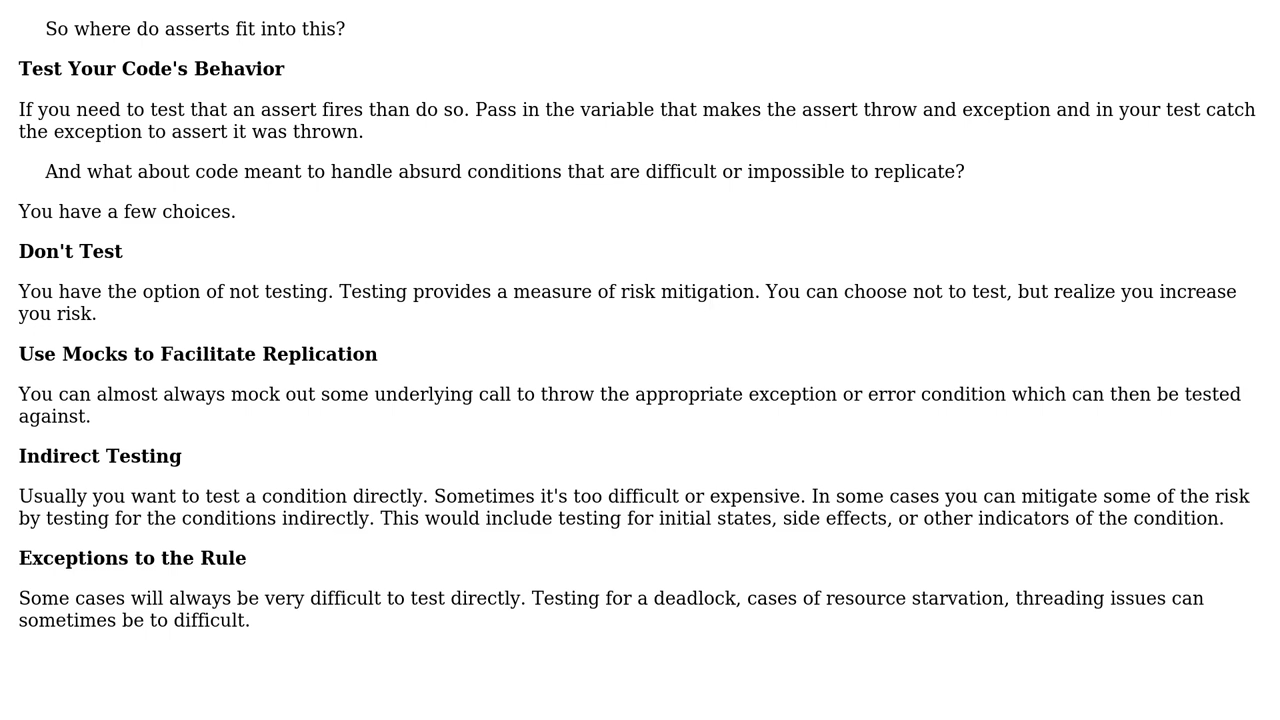 So where do asserts fit into this?
Test Your Code's Behavior
If you need to test that an assert fires than do so. Pass in the variable that makes the assert throw and exception and in your test catch
the exception to assert it was thrown.
And what about code meant to handle absurd conditions that are difficult or impossible to replicate?
You have a few choices.
Don't Test
You have the option of not testing. Testing provides a measure of risk mitigation. You can choose not to test, but realize you increase
you risk.
Use Mocks to Facilitate Replication
You can almost always mock out some underlying call to throw the appropriate exception or error condition which can then be tested
against.
Indirect Testing
Usually you want to test a condition directly. Sometimes it's too difficult or expensive. In some cases you can mitigate some of the risk
by testing for the conditions indirectly. This would include testing for initial states, side effects, or other indicators of the condition.
Exceptions to the Rule
Some cases will always be very difficult to test directly. Testing for a deadlock, cases of resource starvation, threading issues can
sometimes be to difficult.